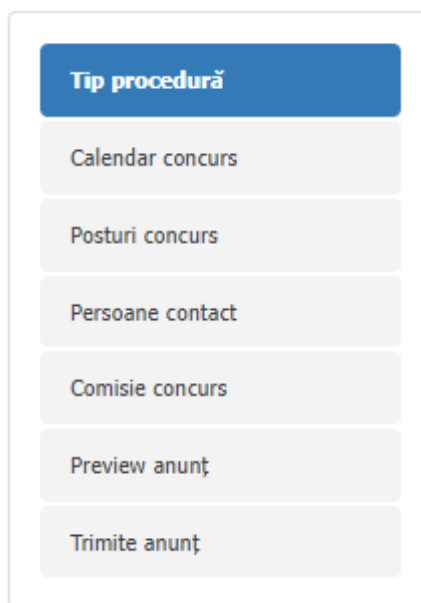 Tip procedură
Calendar concurs
Posturi concurs
Persoane contact
Comisie concurs
Preview anunț
Trimite anunț